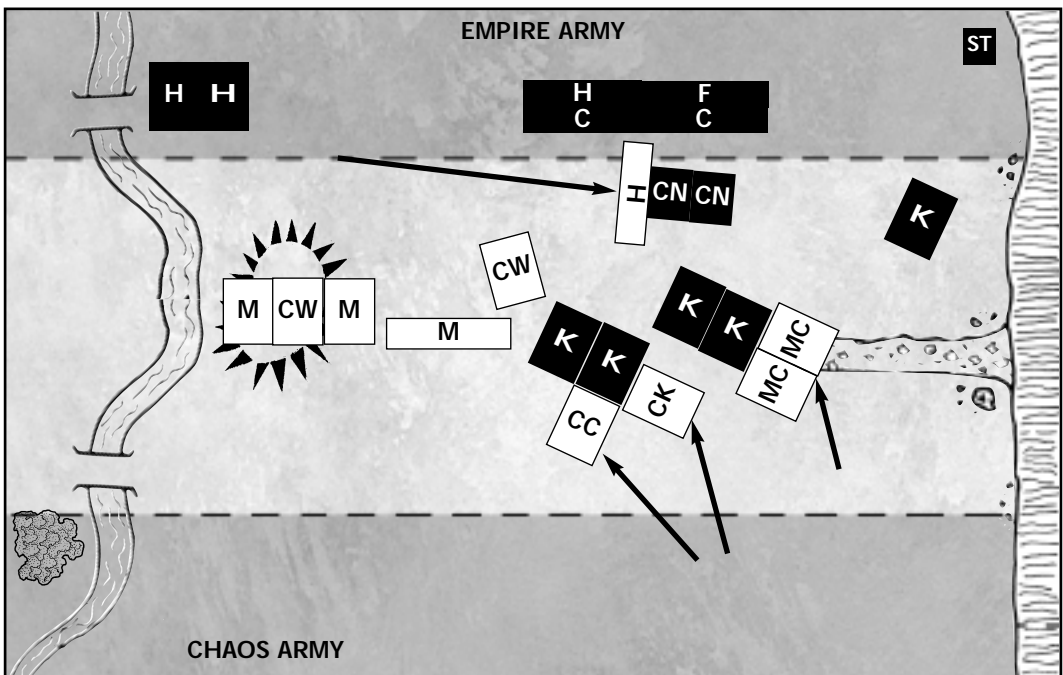 EMPIRE ARMY
ST
H H
H F
C C
H CN CN
K
CW
M CW M
M
K K
K K
MC
MC
CK
CC
CHAOS ARMY